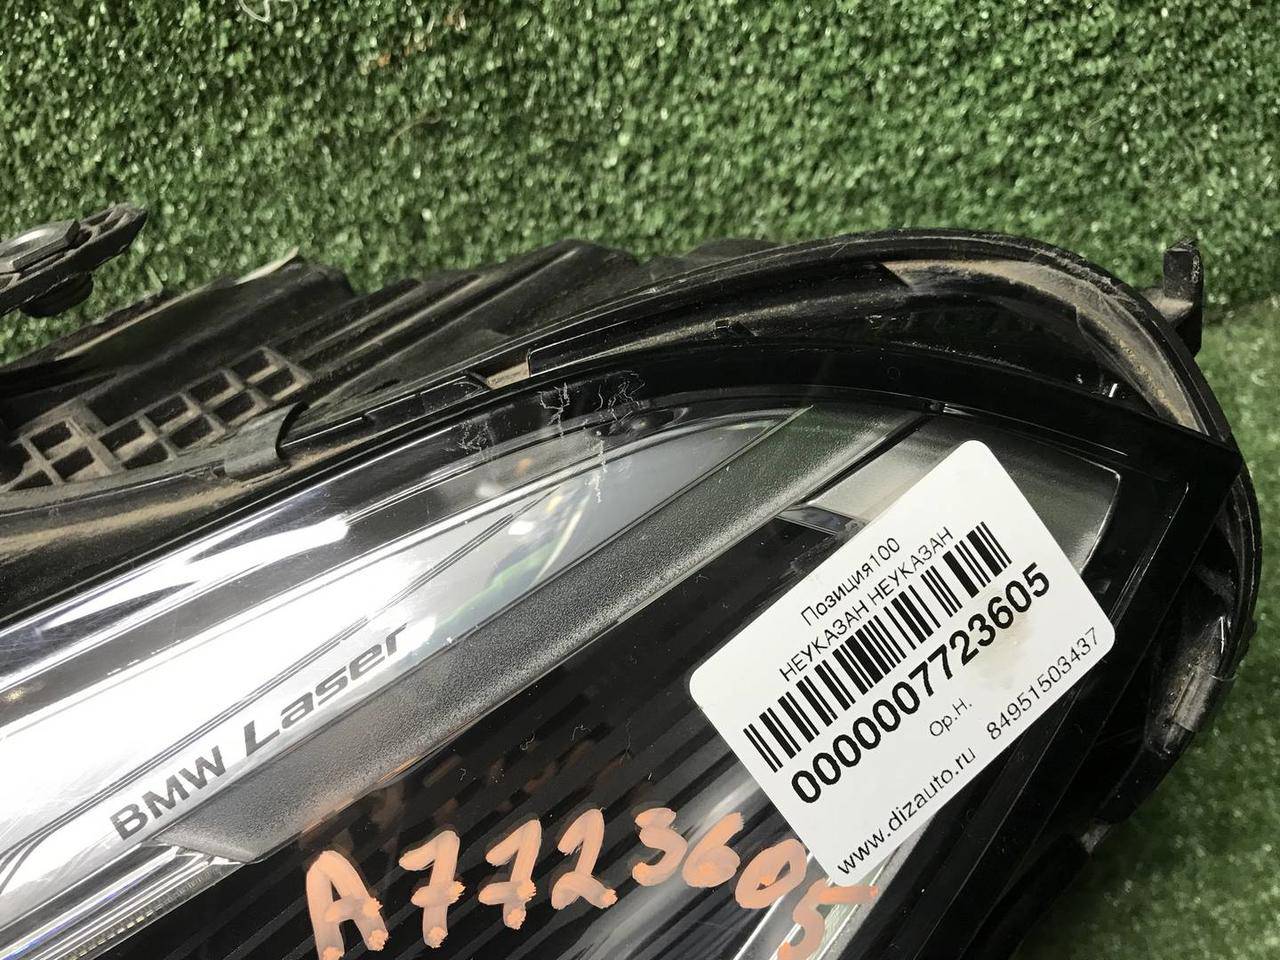 BMW Laser
Позиция100
НЕУКАЗАН НЕУКАЗАН
0000007723605
Ор.Н.
www.dizauto.ru 84951503437
A7723605